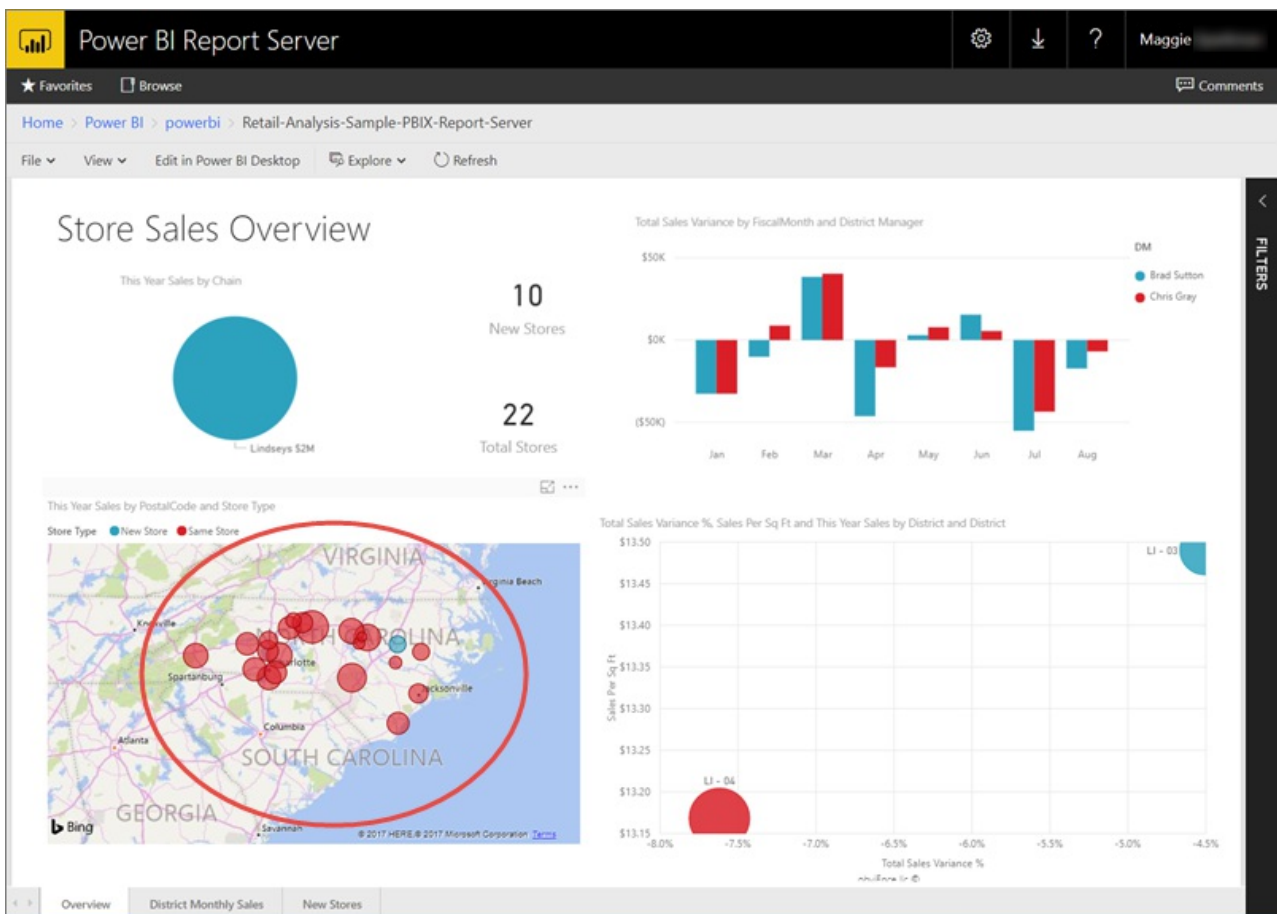 Power BI Report Server
? Maggie
Favorites Browse Comments
Home > Power BI > powerbi > Retail-Analysis-Sample-PBIX-Report-Server
File View Edit in Power BI Desktop Explore Refresh
FILTERS
Store Sales Overview
This Year Sales by Chain
Lindseys $2M
10
New Stores
22
Total Stores
Total Sales Variance by FiscalMonth and District Manager
DM
Brad Sutton
Chris Gray
$50K
$0K
($50K)
Jan Feb Mar Apr May Jun Jul Aug
This Year Sales by PostalCode and Store Type
Store Type New Store Same Store
VIRGINIA
Virginia Beach
Knoxville
NORTH CAROLINA
Charlotte
Spartanburg
Jacksonville
Columbia
Atlanta
SOUTH CAROLINA
GEORGIA
Savannah
Bing
© 2017 HERE, © 2017 Microsoft Corporation Terms
Total Sales Variance %, Sales Per Sq Ft and This Year Sales by District and District
Sales Per Sq Ft
$13.50
$13.45
$13.40
$13.35
$13.30
$13.25
$13.20
$13.15
LI - 03
LI - 04
-8.0% -7.5% -7.0% -6.5% -6.0% -5.5% -5.0% -4.5%
Total Sales Variance %
Overview District Monthly Sales New Stores